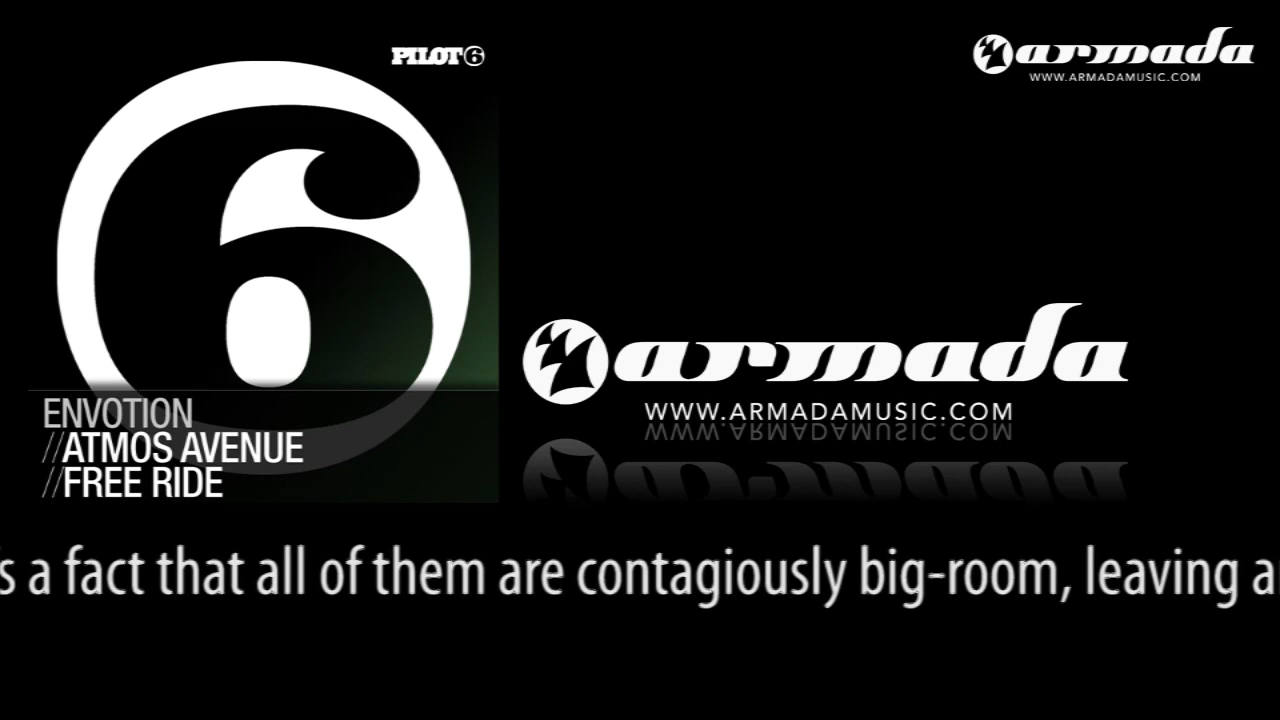 PILOT6
6
ENVOTION
//ATMOS AVENUE
//FREE RIDE
armada
WWW.ARMADAMUSIC.COM
armada
WWW.ARMADAMUSIC.COM
's a fact that all of them are contagiously big-room, leaving a